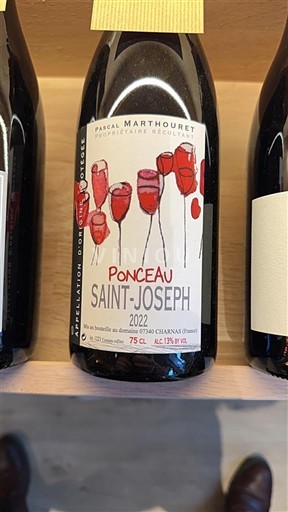 PASCAL MARTHOURET
PROPRIÉTAIRE RÉCOLTANT
APPELLATION D'ORIGINE PROTÉGÉE
VINIOU
PONCEAU
SAINT-JOSEPH
2022
Mis en bouteille au domaine 07340 CHARNAS (France)
75 CL ALC. 13% BY VOL